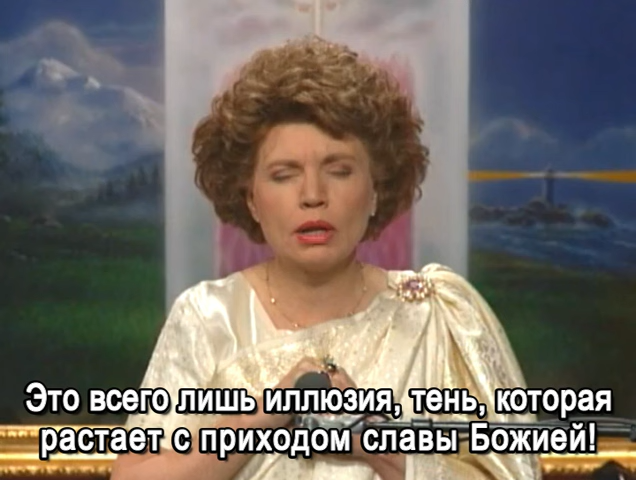 Это всего лишь иллюзия, тень, которая
растает с приходом славы Божией!